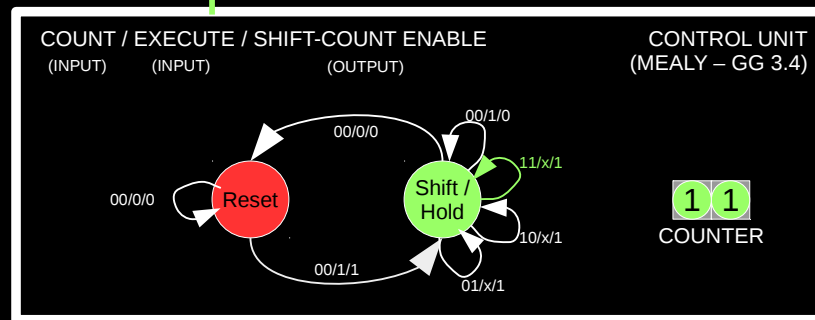 COUNT / EXECUTE / SHIFT-COUNT ENABLE
(INPUT) (INPUT) (OUTPUT)
CONTROL UNIT
(MEALY – GG 3.4)
00/1/0
00/0/0
11/x/1
00/0/0
Reset
Shift /
Hold
1 1
COUNTER
10/x/1
00/1/1
01/x/1